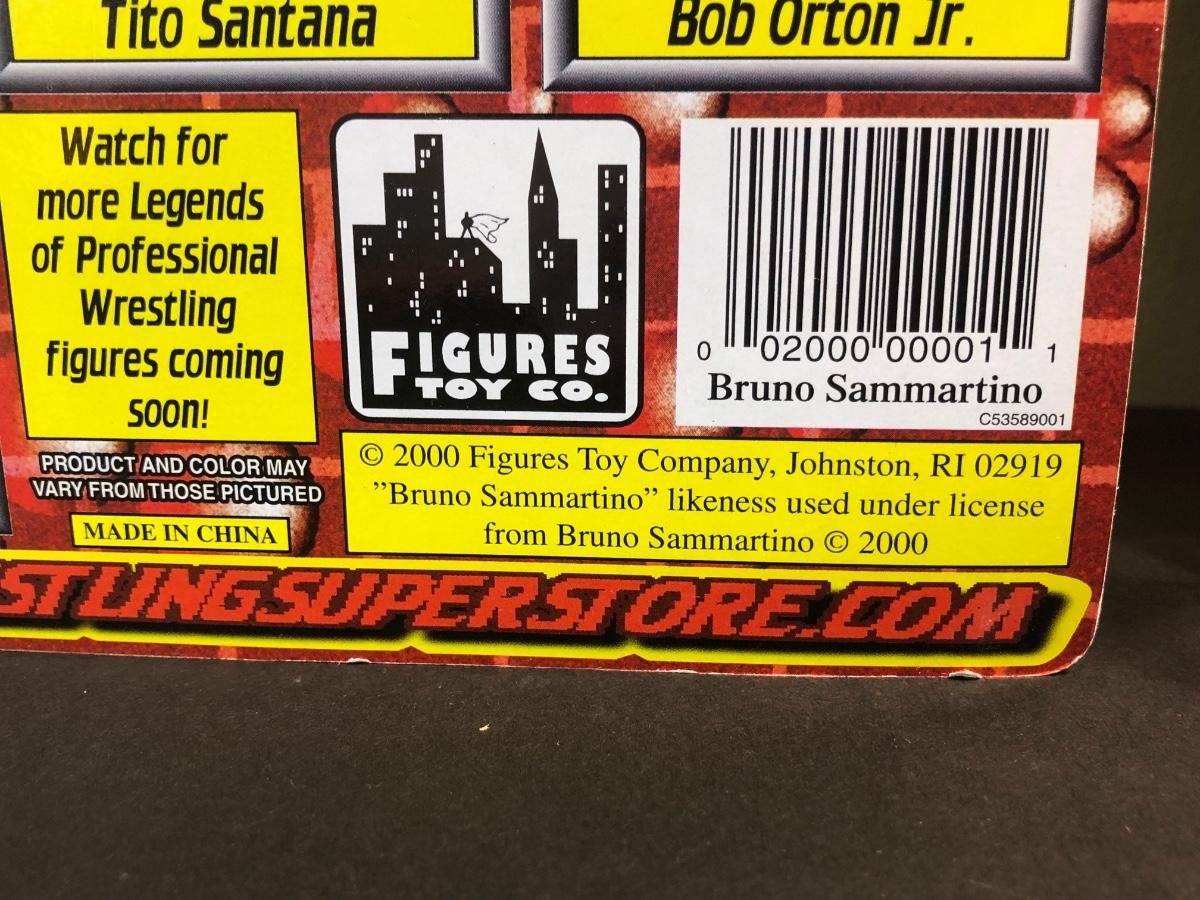 Tito Santana
Bob Orton Jr.
Watch for
more Legends
of Professional
Wrestling
figures coming
soon!
PRODUCT AND COLOR MAY
VARY FROM THOSE PICTURED
MADE IN CHINA
FIGURES
TOY CO.
0 02000 00001 1
Bruno Sammartino
C53589001
© 2000 Figures Toy Company, Johnston, RI 02919
"Bruno Sammartino" likeness used under license
from Bruno Sammartino © 2000
STLINGSUPERSTORE.COM